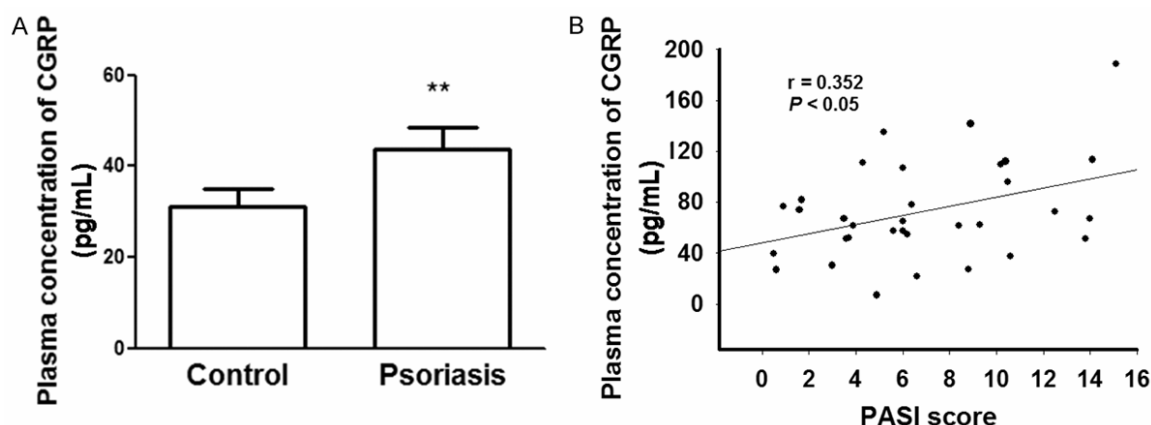 A
Plasma concentration of CGRP
(pg/mL)
60
40
20
0
**
Control
Psoriasis
B
Plasma concentration of CGRP
(pg/mL)
200
160
120
80
40
0
r = 0.352
P < 0.05
0 2 4 6 8 10 12 14 16
PASI score